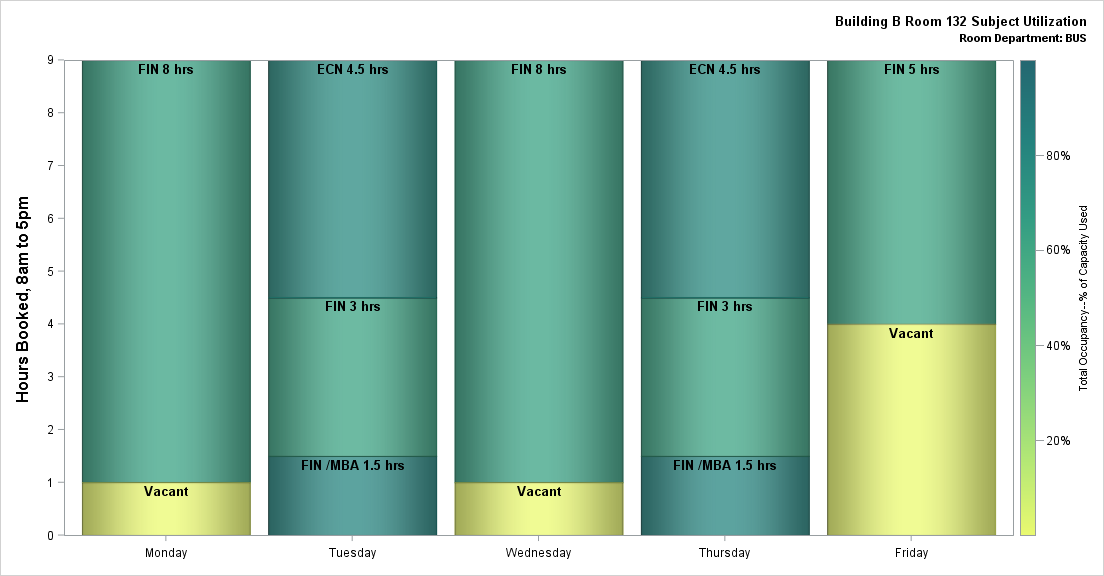 Building B Room 132 Subject Utilization
Room Department: BUS
Hours Booked, 8am to 5pm
9
8
7
6
5
4
3
2
1
0
FIN 8 hrs
Vacant
ECN 4.5 hrs
FIN 3 hrs
FIN /MBA 1.5 hrs
FIN 8 hrs
Vacant
ECN 4.5 hrs
FIN 3 hrs
FIN /MBA 1.5 hrs
FIN 5 hrs
Vacant
Monday
Tuesday
Wednesday
Thursday
Friday
80%
60%
40%
20%
Total Occupancy--% of Capacity Used